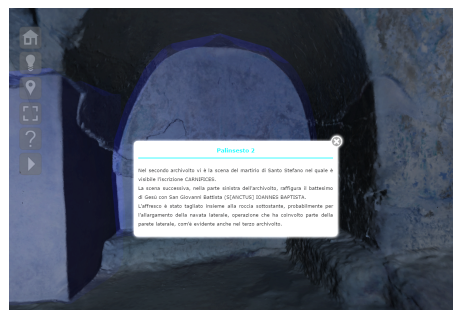 Palinsesto 2
Nel secondo archivolto vi è la scena del martirio di Santo Stefano nel quale è
visibile l'iscrizione CARNIFICES.
La scena successiva, nella parte sinistra dell'archivolto, raffigura il battesimo
di Gesù con San Giovanni Battista (S[ANCTUS] IOANNES BAPTISTA.
L'affresco è stato tagliato insieme alla roccia sottostante, probabilmente per
l'allargamento della navata laterale, operazione che ha coinvolto parte della
parete laterale, com'è evidente anche nel terzo archivolto.